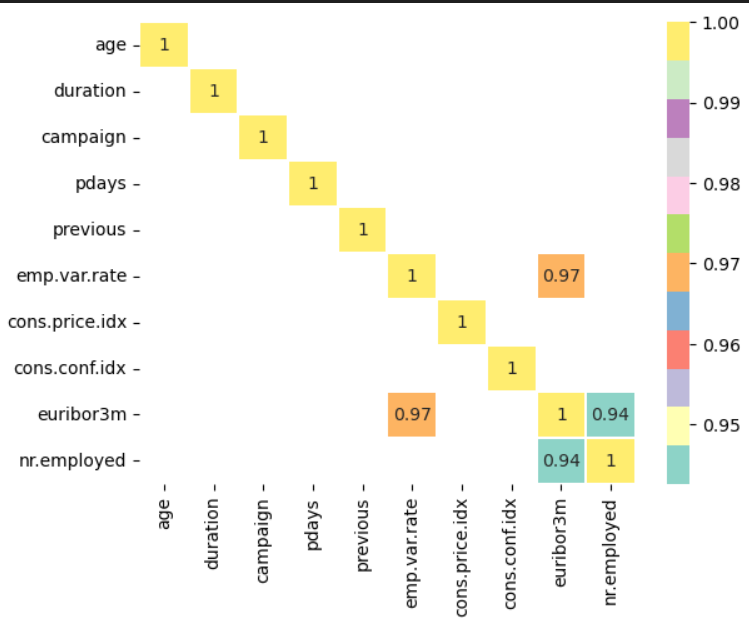 1.00
age 1
duration 1
0.99
campaign 1
pdays 1 0.98
previous 1
emp.var.rate 1 0.97 0.97
cons.price.idx 1
0.96
cons.conf.idx 1
euribor3m 0.97 1 0.94 0.95
nr.employed 0.94 1
age
duration
campaign
pdays
previous
emp.var.rate
cons.price.idx
cons.conf.idx
euribor3m
nr.employed